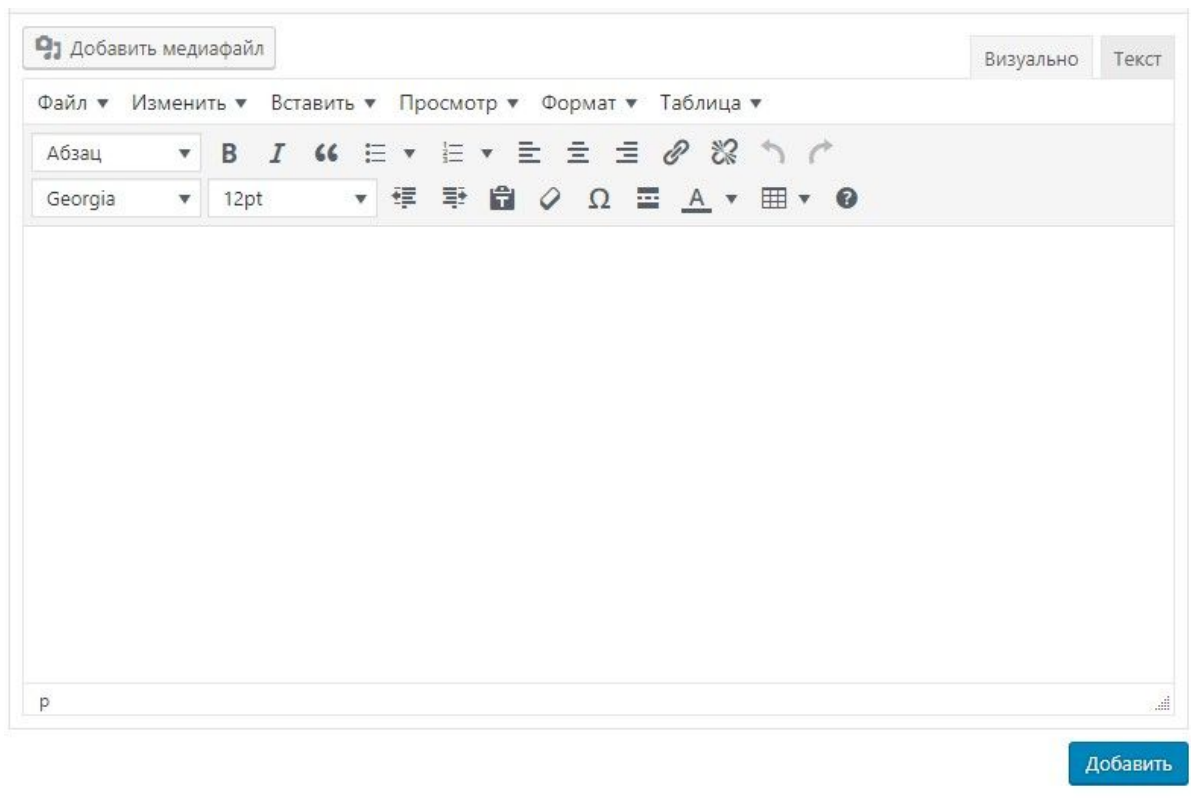 Добавить медиафайл
Визуально Текст
Файл Изменить Вставить Просмотр Формат Таблица
Абзац B I
Georgia 12pt T Ω A ?
p
Добавить